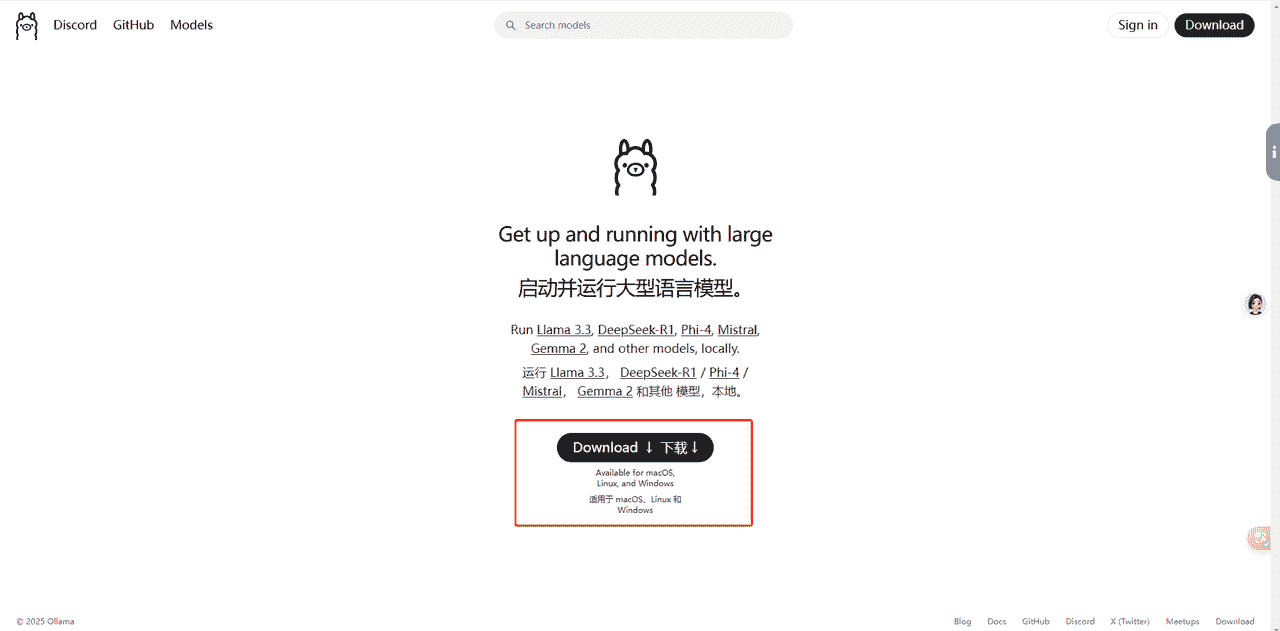 Discord GitHub Models Search models Sign in Download
Get up and running with large
language models.
启动并运行大型语言模型。
Run Llama 3.3, DeepSeek-R1, Phi-4, Mistral,
Gemma 2, and other models, locally.
运行 Llama 3.3， DeepSeek-R1 / Phi-4 /
Mistral， Gemma 2 和其他 模型，本地。
Download ↓ 下载↓
Available for macOS,
Linux, and Windows
适用于 macOS、Linux 和
Windows
© 2025 Ollama Blog Docs GitHub Discord X (Twitter) Meetups Download